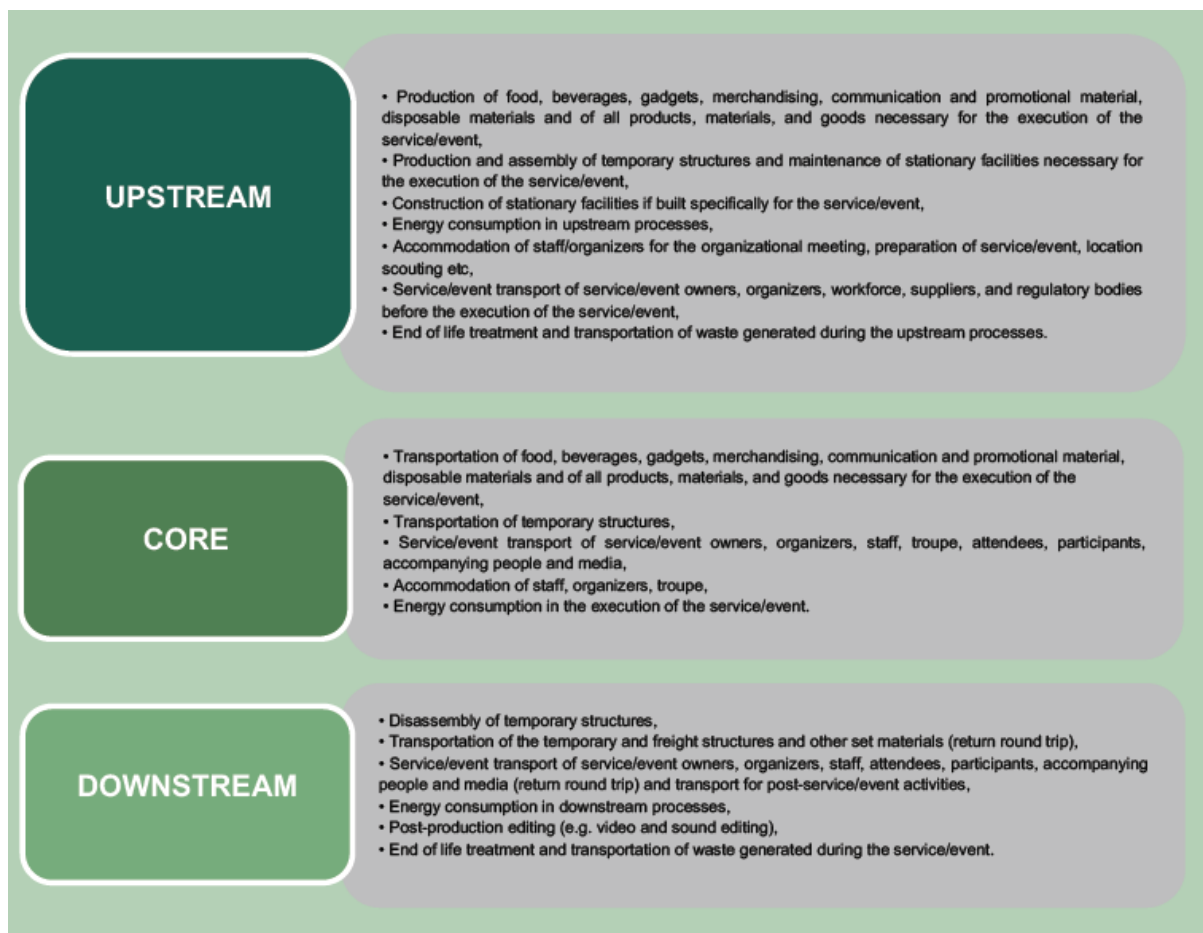 UPSTREAM
• Production of food, beverages, gadgets, merchandising, communication and promotional material,
disposable materials and of all products, materials, and goods necessary for the execution of the
service/event,
• Production and assembly of temporary structures and maintenance of stationary facilities necessary for
the execution of the service/event,
• Construction of stationary facilities if built specifically for the service/event,
• Energy consumption in upstream processes,
• Accommodation of staff/organizers for the organizational meeting, preparation of service/event, location
scouting etc,
• Service/event transport of service/event owners, organizers, workforce, suppliers, and regulatory bodies
before the execution of the service/event,
• End of life treatment and transportation of waste generated during the upstream processes.
CORE
• Transportation of food, beverages, gadgets, merchandising, communication and promotional material,
disposable materials and of all products, materials, and goods necessary for the execution of the
service/event,
• Transportation of temporary structures,
• Service/event transport of service/event owners, organizers, staff, troupe, attendees, participants,
accompanying people and media,
• Accommodation of staff, organizers, troupe,
• Energy consumption in the execution of the service/event.
DOWNSTREAM
• Disassembly of temporary structures,
• Transportation of the temporary and freight structures and other set materials (return round trip),
• Service/event transport of service/event owners, organizers, staff, attendees, participants, accompanying
people and media (return round trip) and transport for post-service/event activities,
• Energy consumption in downstream processes,
• Post-production editing (e.g. video and sound editing),
• End of life treatment and transportation of waste generated during the service/event.